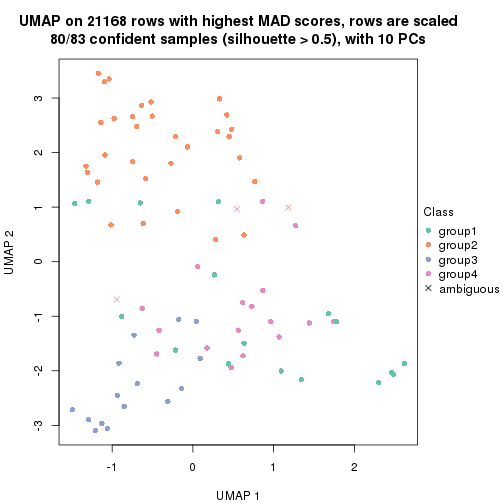 UMAP on 21168 rows with highest MAD scores, rows are scaled
80/83 confident samples (silhouette > 0.5), with 10 PCs
3
2
1
0
-1
-2
-3
UMAP 2
-1
0
1
2
UMAP 1
Class
group1
group2
group3
group4
ambiguous